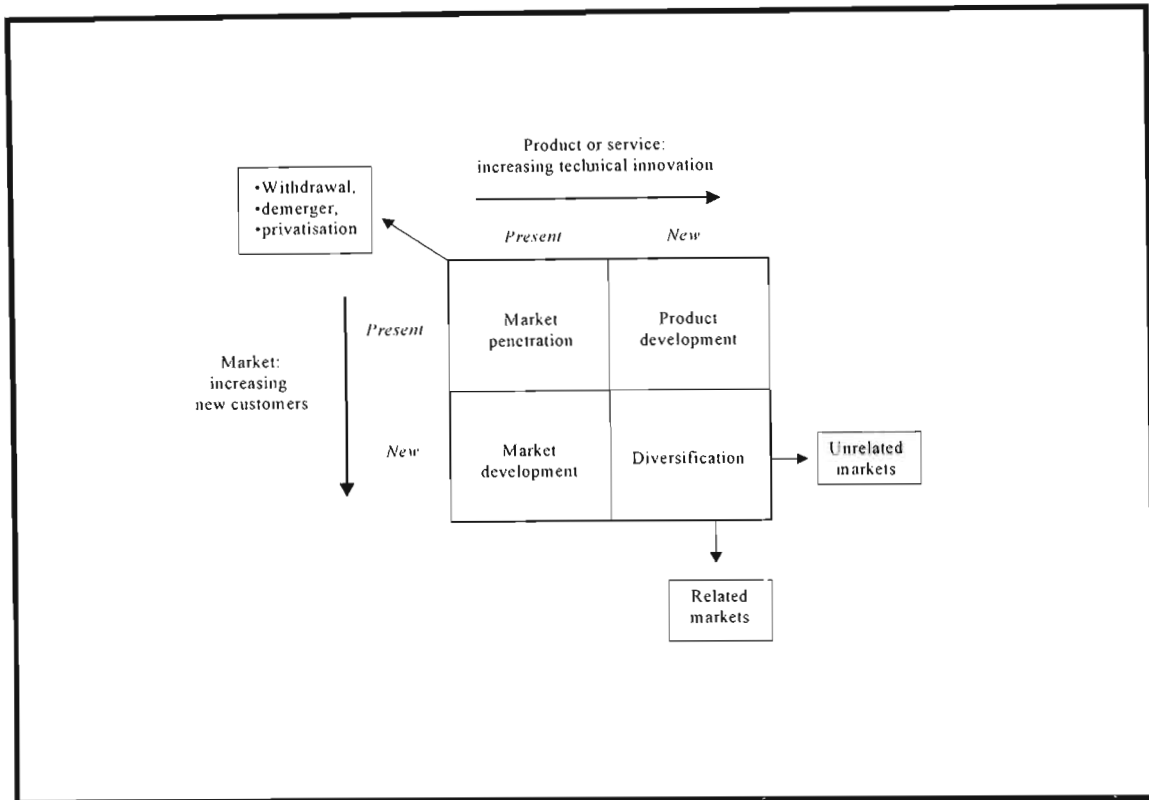 Product or service:
increasing technical innovation
•Withdrawal,
•demerger,
•privatisation
Present
New
Present
Market
penetration
Product
development
Market:
increasing
new customers
New
Market
development
Diversification
Unrelated
markets
Related
markets